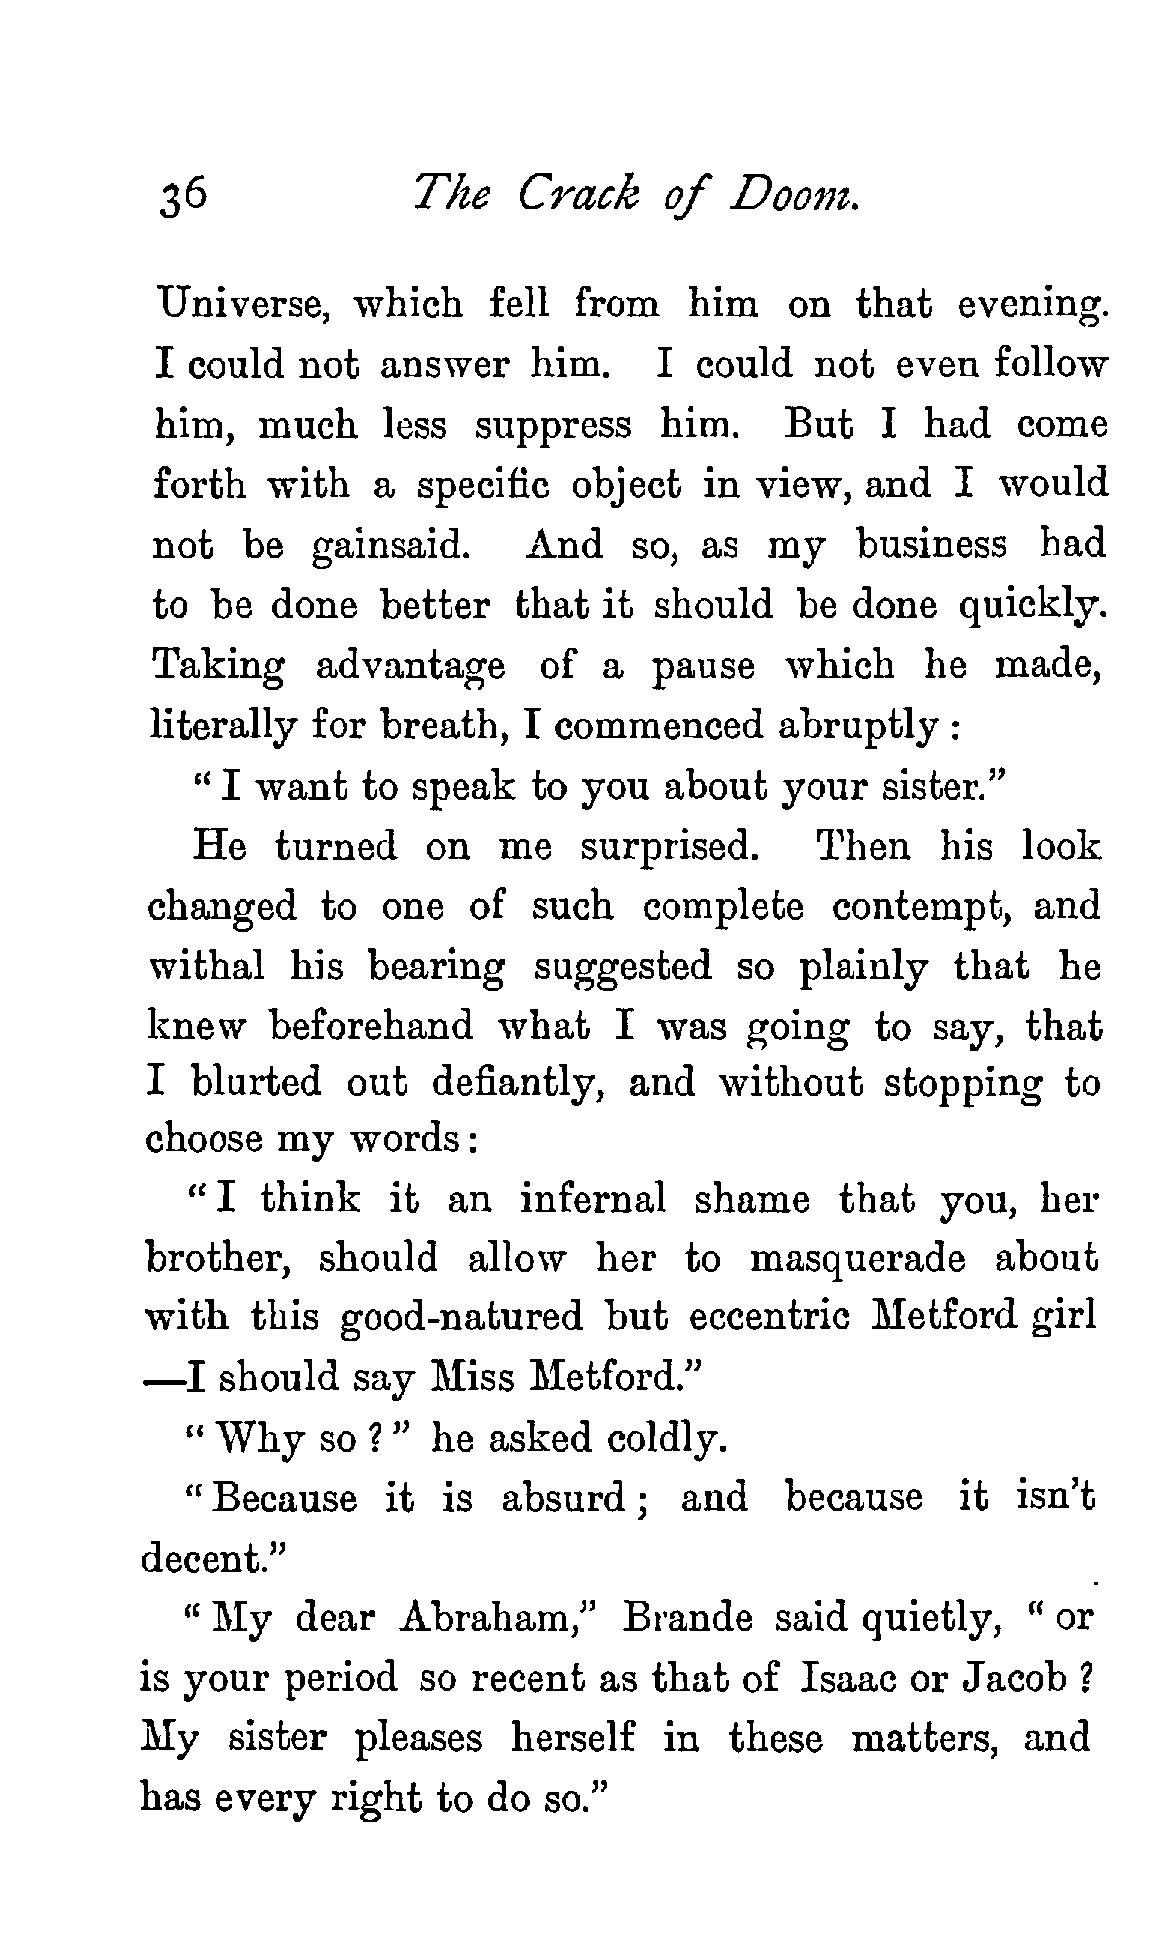 36 The Crack of Doom.
Universe, which fell from him on that evening.
I could not answer him. I could not even follow
him, much less suppress him. But I had come
forth with a specific object in view, and I would
not be gainsaid. And so, as my business had
to be done better that it should be done quickly.
Taking advantage of a pause which he made,
literally for breath, I commenced abruptly :
" I want to speak to you about your sister."
He turned on me surprised. Then his look
changed to one of such complete contempt, and
withal his bearing suggested so plainly that he
knew beforehand what I was going to say, that
I blurted out defiantly, and without stopping to
choose my words :
" I think it an infernal shame that you, her
brother, should allow her to masquerade about
with this good-natured but eccentric Metford girl
—I should say Miss Metford."
" Why so ? " he asked coldly.
" Because it is absurd ; and because it isn't
decent."
" My dear Abraham," Brande said quietly, " or
is your period so recent as that of Isaac or Jacob ?
My sister pleases herself in these matters, and
has every right to do so."